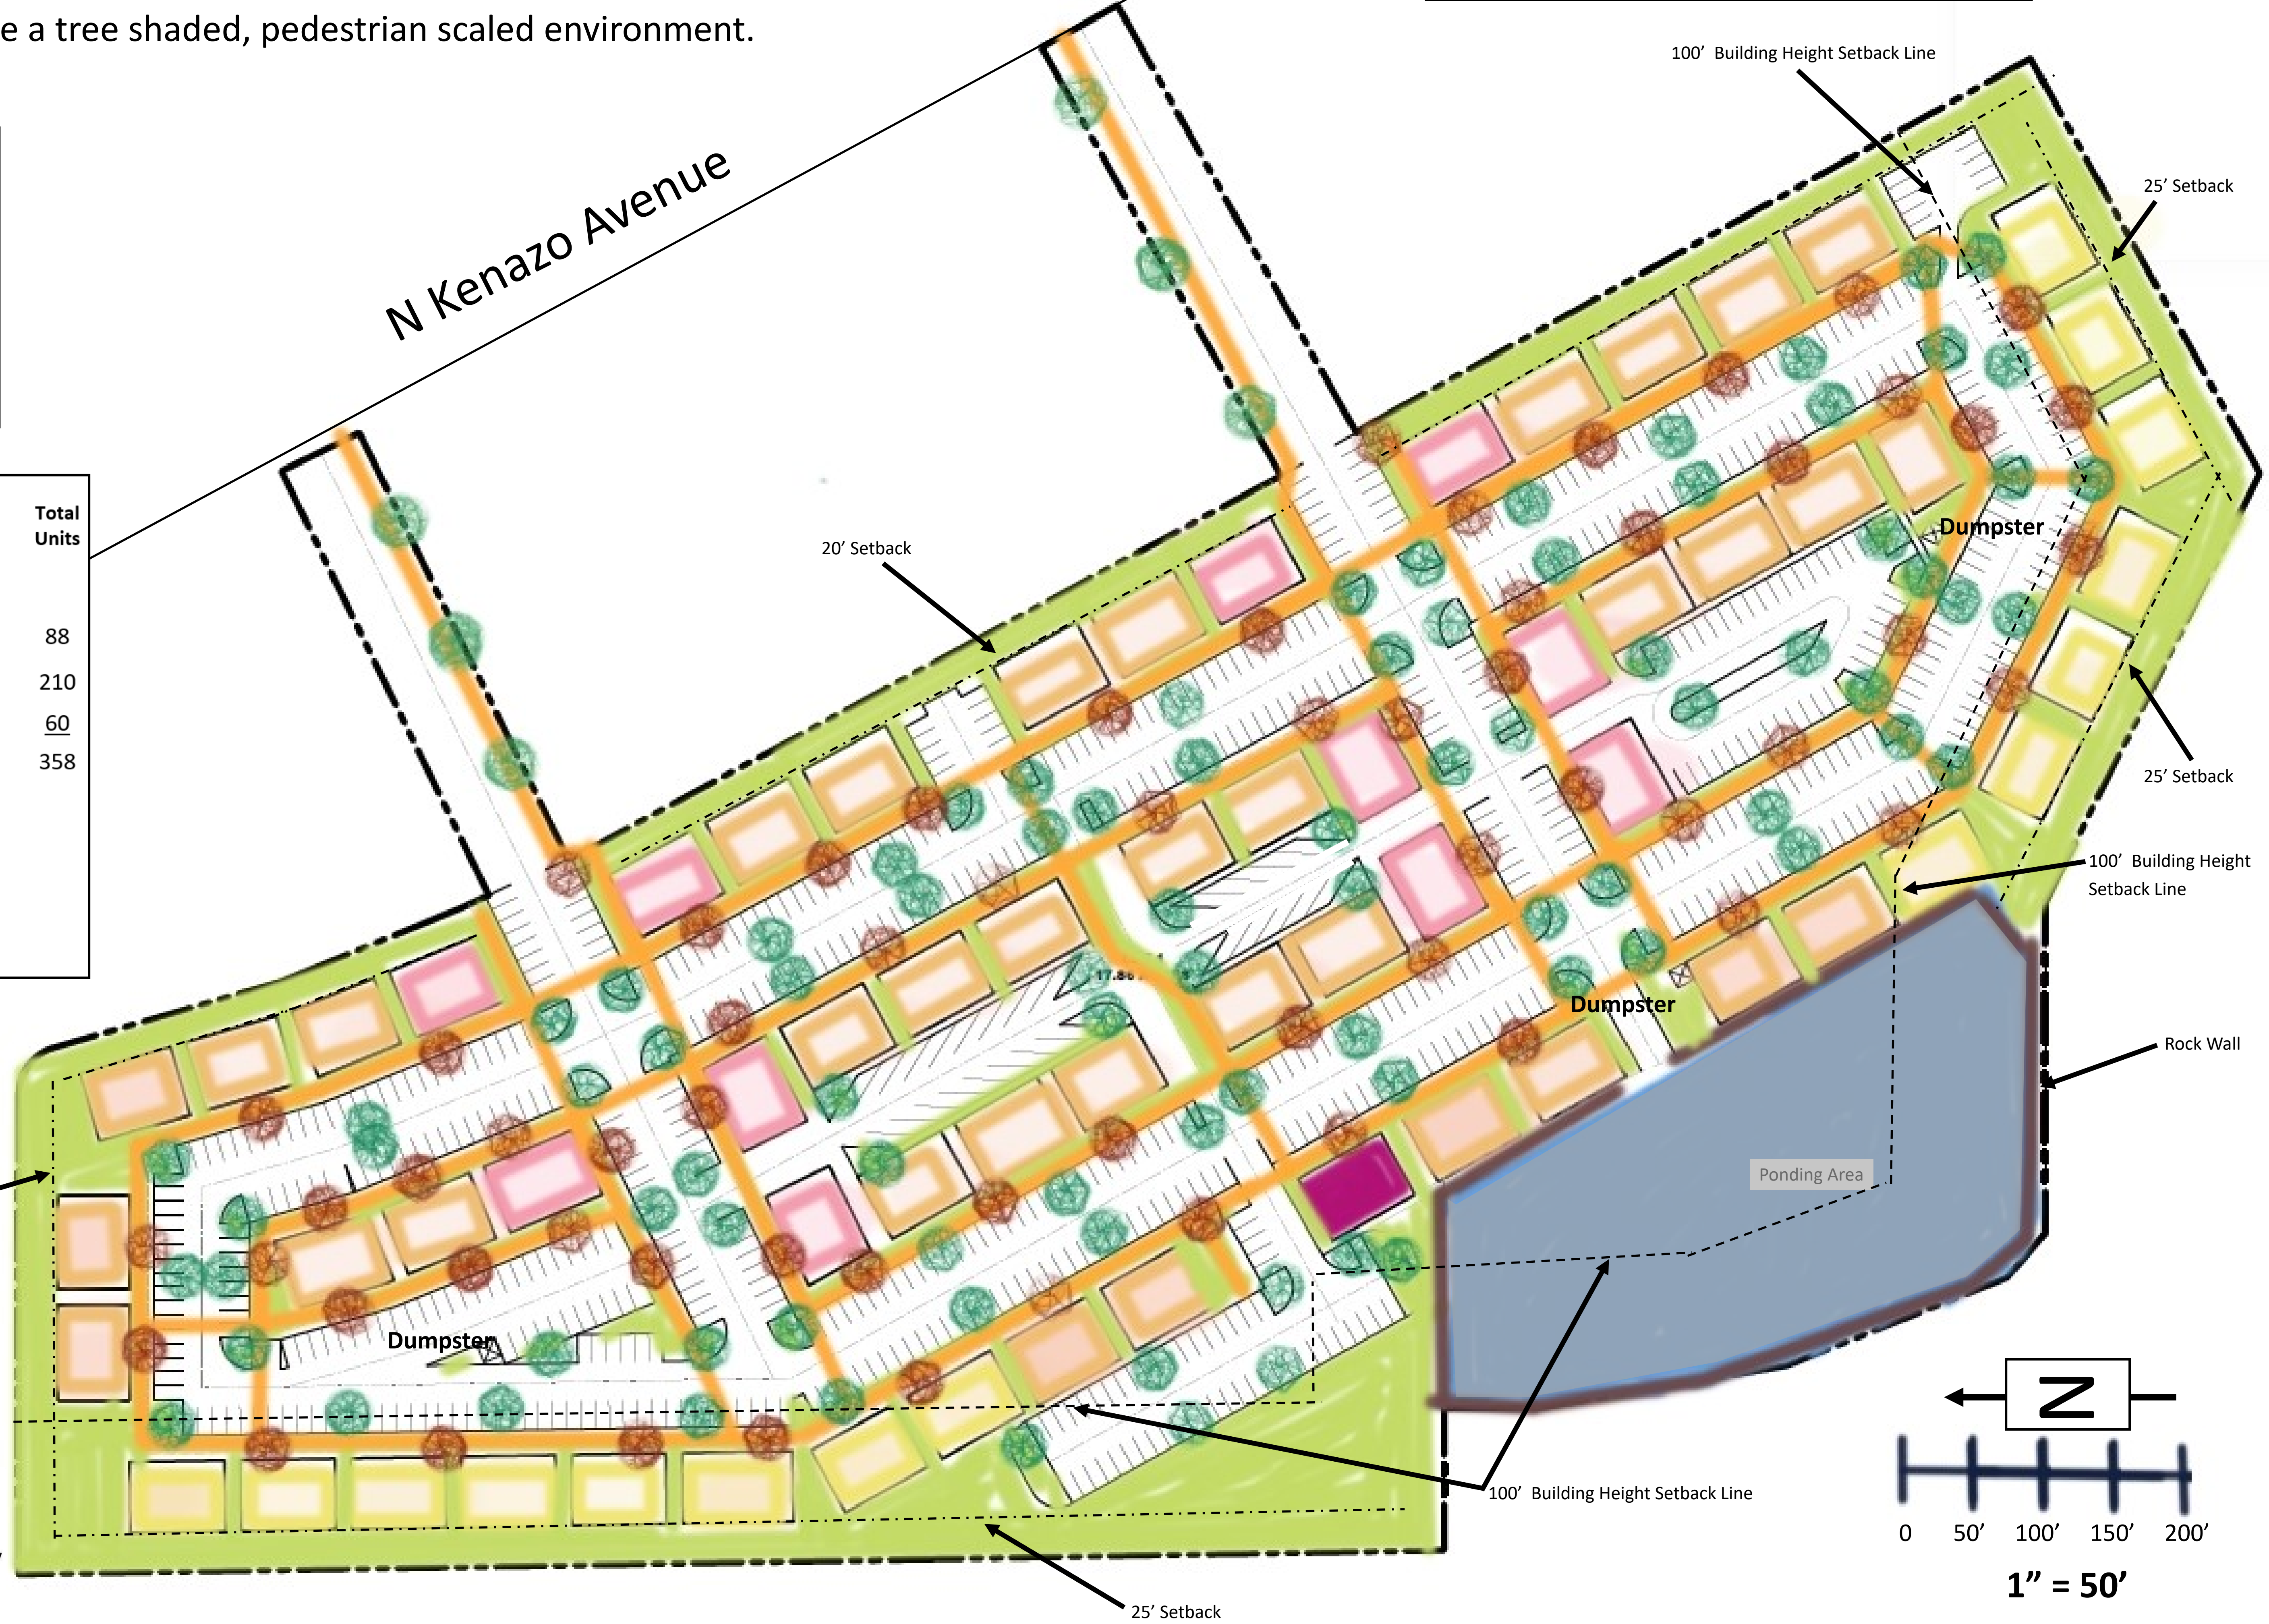 e a tree shaded, pedestrian scaled environment.
100’ Building Height Setback Line
N Kenazo Avenue
25’ Setback
Total
Units
88
210
60
358
20’ Setback
Dumpster
25’ Setback
100’ Building Height
Setback Line
Dumpster
Rock Wall
Ponding Area
Dumpster
N
100’ Building Height Setback Line
0 50’ 100’ 150’ 200’
1” = 50’
25’ Setback